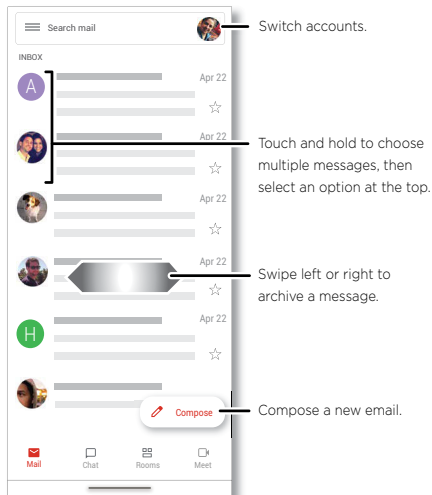 Search mail
Switch accounts.
INBOX
A
Apr 22
Apr 22
Touch and hold to choose
multiple messages, then
select an option at the top.
Apr 22
Apr 22
Swipe left or right to
archive a message.
H
Apr 22
Compose
Compose a new email.
Mail
Chat
Rooms
Meet